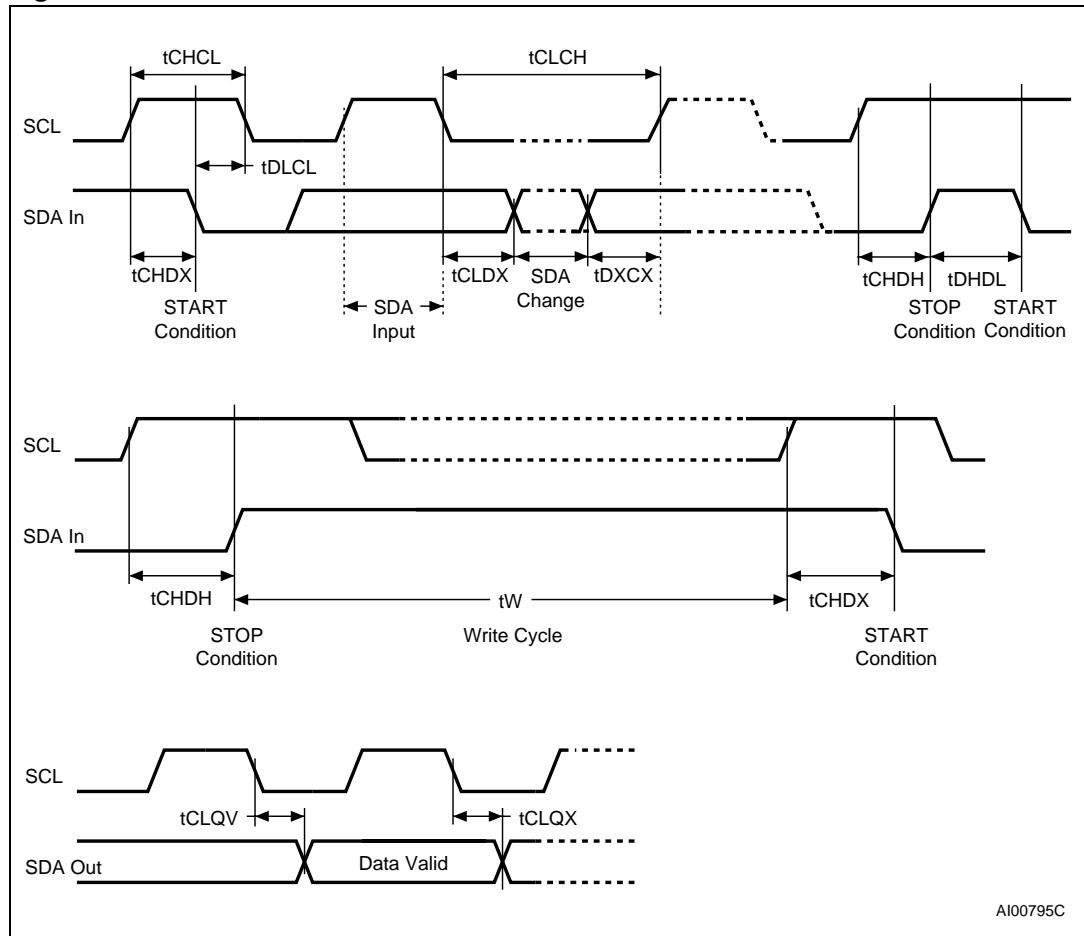 tCHCL
tCLCH
SCL
tDLCL
SDA In
tCHDX
tCLDX
SDA
Change
tDXCX
tCHDH
tDHDL
START
Condition
SDA
Input
STOP
Condition
START
Condition
SCL
SDA In
tCHDH
tW
tCHDX
STOP
Condition
Write Cycle
START
Condition
SCL
tCLQV
tCLQX
SDA Out
Data Valid
AI00795C